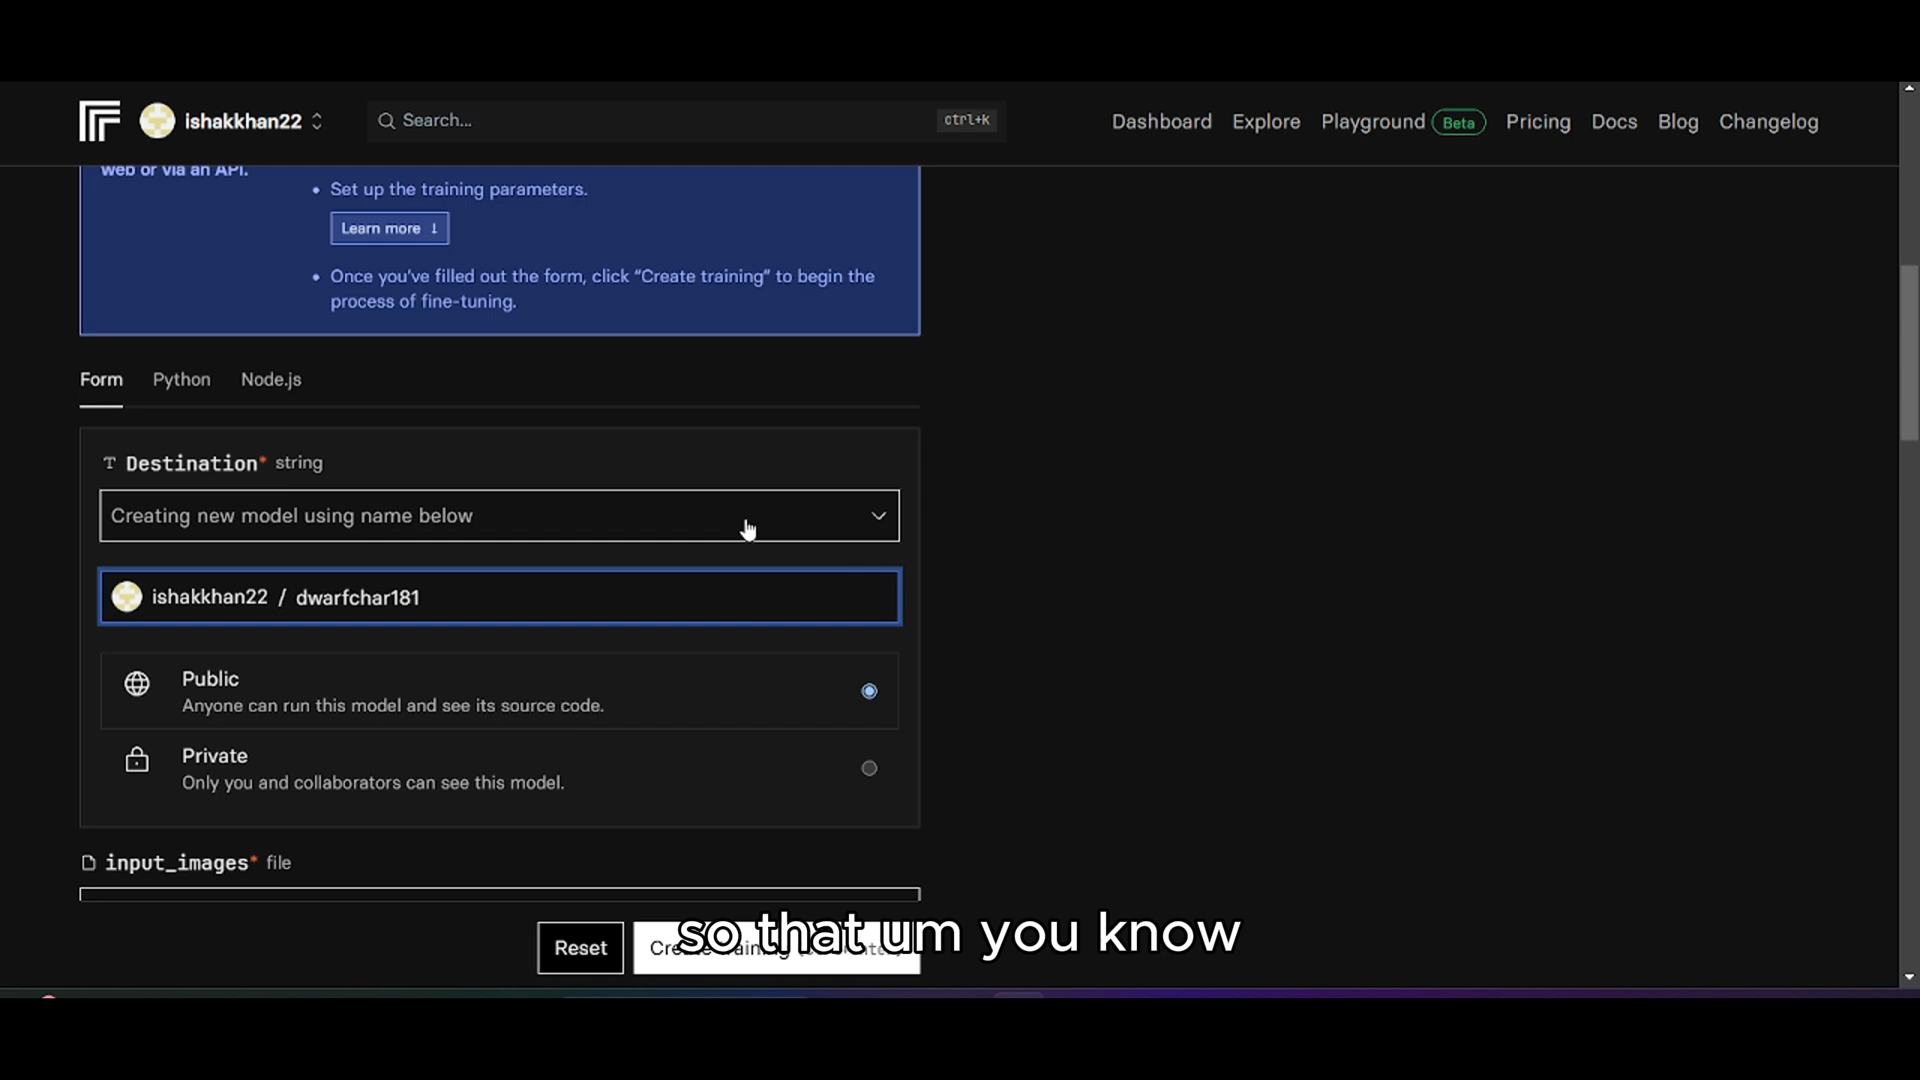 ishakkhan22
Search...
ctrl+K
Dashboard Explore Playground Beta Pricing Docs Blog Changelog
web or via an API.
• Set up the training parameters.
Learn more ↓
• Once you've filled out the form, click “Create training” to begin the
process of fine-tuning.
Form Python Node.js
Destination* string
Creating new model using name below
ishakkhan22 / dwarfchar181
Public
Anyone can run this model and see its source code.
Private
Only you and collaborators can see this model.
input_images* file
Reset
so that um you know